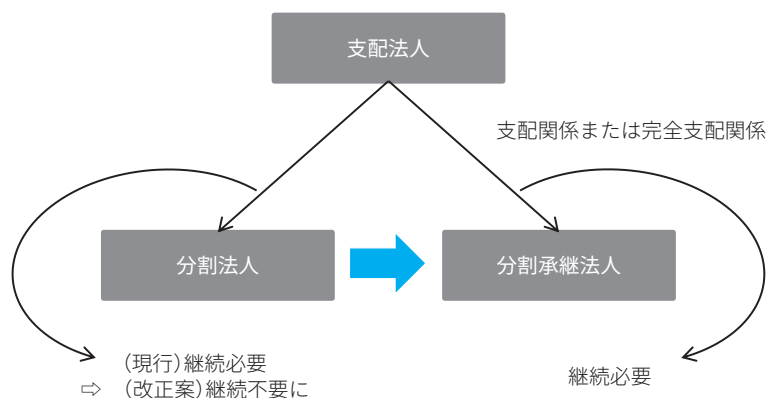 支配法人
支配関係または完全支配関係
分割法人
分割承継法人
(現行)継続必要
⇨ (改正案)継続不要に
継続必要